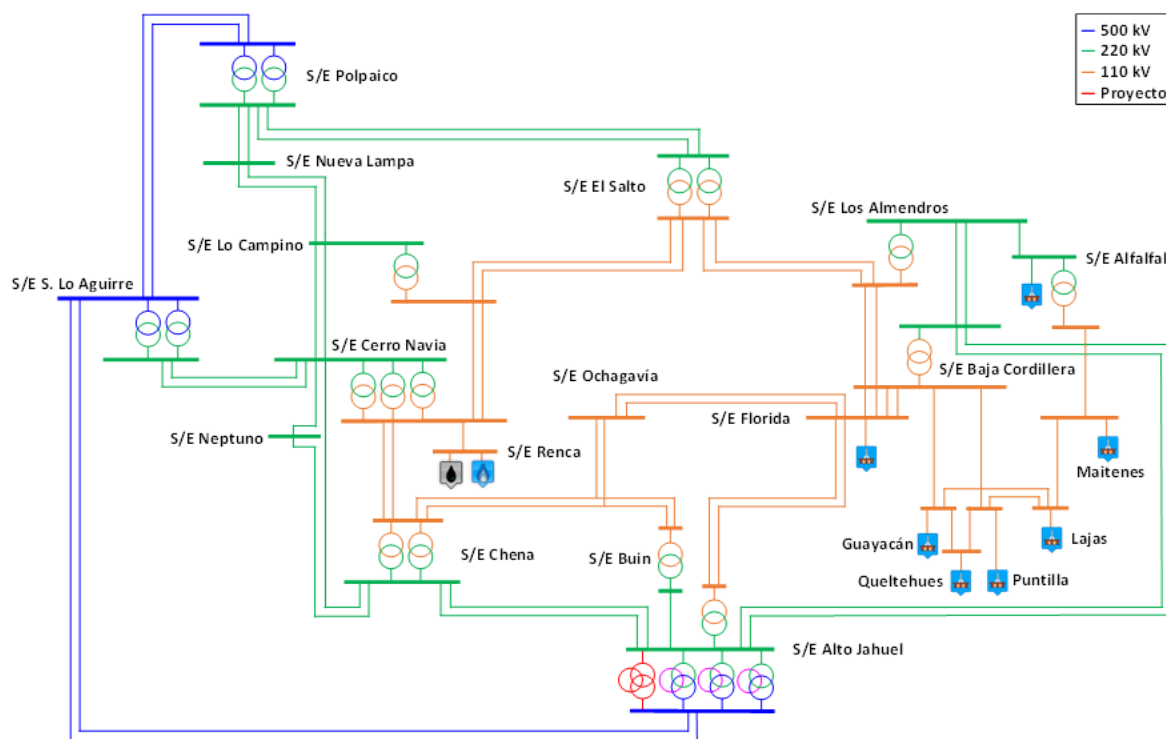 500 kV
220 kV
110 kV
Proyecto
S/E Polpaico
S/E Nueva Lampa
S/E El Salto
S/E Los Almendros
S/E Lo Campino
S/E Alfalfal
S/E S. Lo Aguirre
S/E Cerro Navia
S/E Baja Cordillera
S/E Ochagavía
S/E Florida
S/E Neptuno
S/E Renca
Maitenes
S/E Chena
S/E Buin
Guayacán
Lajas
Queltehues
Puntilla
S/E Alto Jahuel